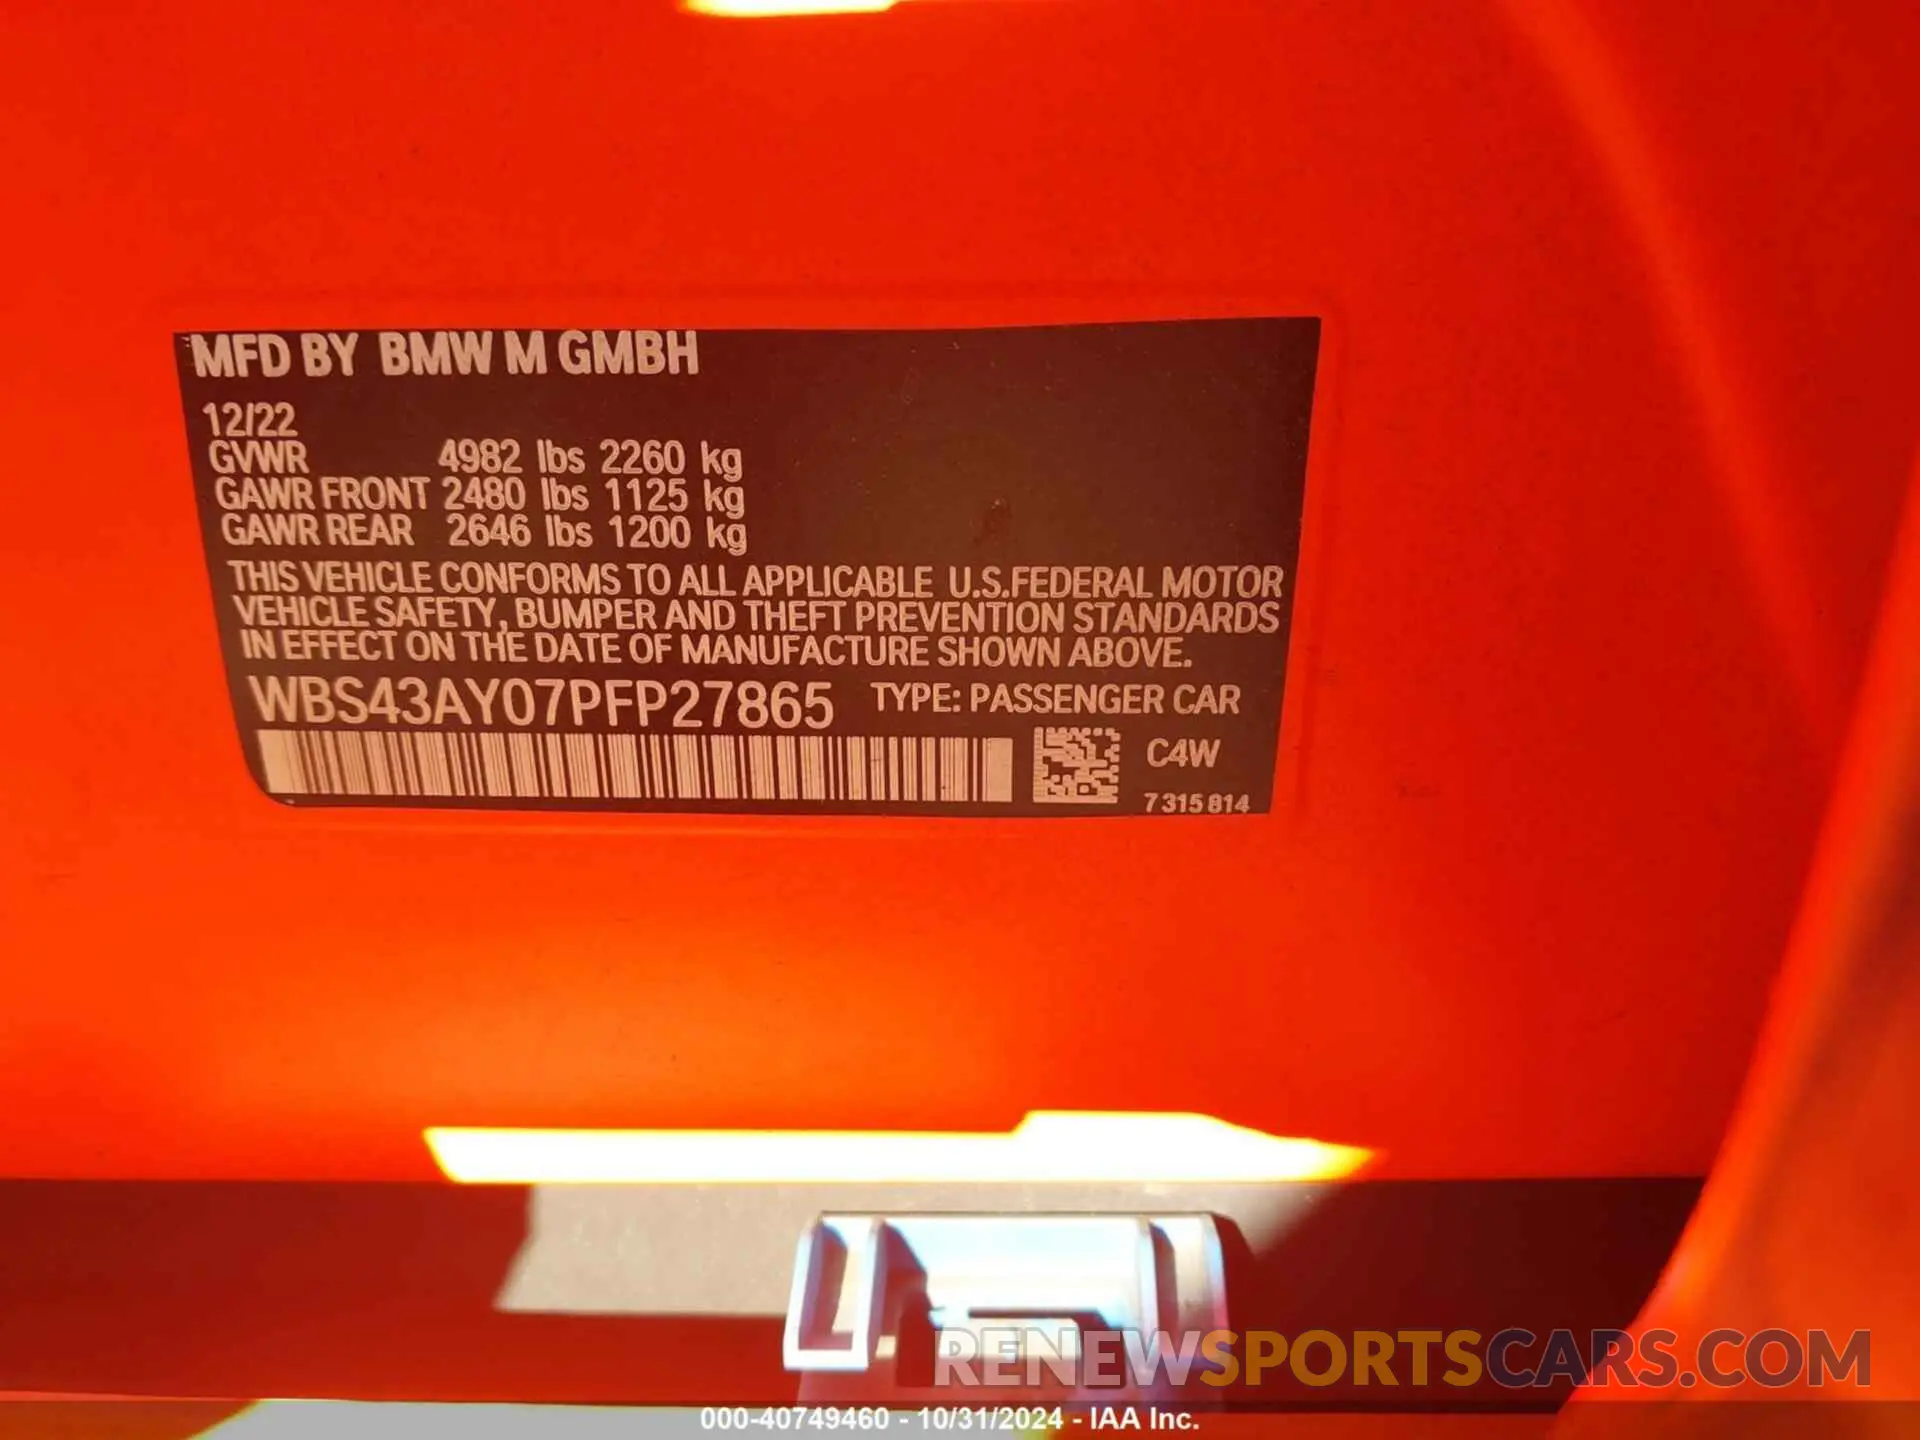 MFD BY BMW M GMBH
12/22
GVWR 4982 lbs 2260 kg
GAWR FRONT 2480 lbs 1125 kg
GAWR REAR 2646 lbs 1200 kg
THIS VEHICLE CONFORMS TO ALL APPLICABLE U.S.FEDERAL MOTOR
VEHICLE SAFETY, BUMPER AND THEFT PREVENTION STANDARDS
IN EFFECT ON THE DATE OF MANUFACTURE SHOWN ABOVE.
WBS43AY07PFP27865 TYPE: PASSENGER CAR
C4W
7315814
RENEWSPORTSCARS.COM
000-40749460 - 10/31/2024 - IAA Inc.